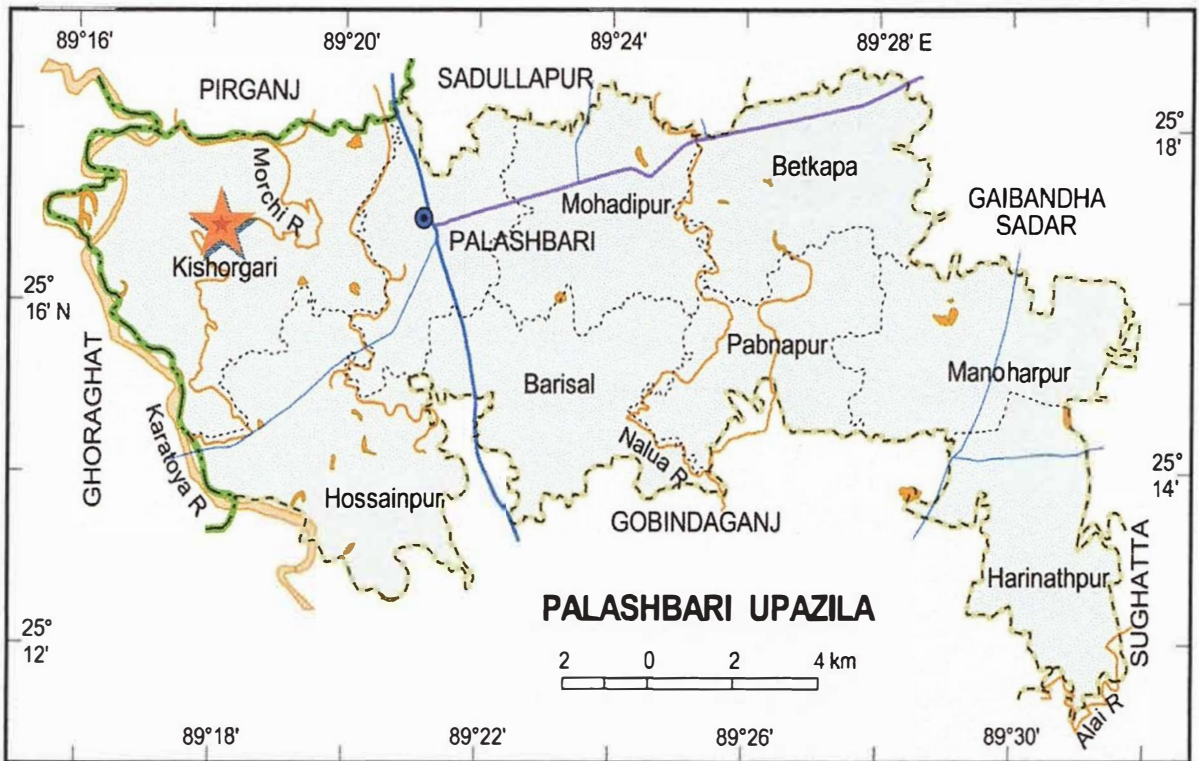 89°16'
89°20'
89°24'
89°28' E
PIRGANJ
SADULLAPUR
25°
18'
Morchi R
Betkapa
Mohadipur
GAIBANDHA
SADAR
PALASHBARI
Kishorgari
25°
16' N
GHORAGHAT
Pabnapur
Barisal
Manoharpur
Karatoya R
Nalua R
25°
14'
Hossainpur
GOBINDAGANJ
SUGHATTA
Harinathpur
PALASHBARI UPAZILA
25°
12'
2 0 2 4 km
Alai R
89°18'
89°22'
89°26'
89°30'